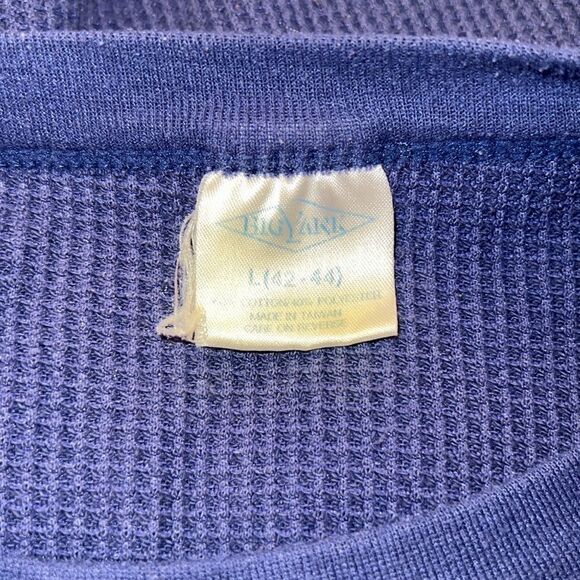 BIG YANK
L (42-44)
COTTON/40% POLYESTER
MADE IN TAIWAN
CARE ON REVERSE